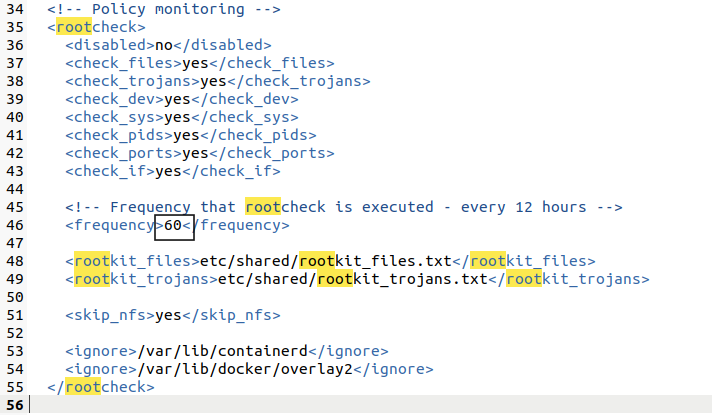 34 <!-- Policy monitoring -->
35 <rootcheck>
36 <disabled>no</disabled>
37 <check_files>yes</check_files>
38 <check_trojans>yes</check_trojans>
39 <check_dev>yes</check_dev>
40 <check_sys>yes</check_sys>
41 <check_pids>yes</check_pids>
42 <check_ports>yes</check_ports>
43 <check_if>yes</check_if>
44
45 <!-- Frequency that rootcheck is executed - every 12 hours -->
46 <frequency>60</frequency>
47
48 <rootkit_files>etc/shared/rootkit_files.txt</rootkit_files>
49 <rootkit_trojans>etc/shared/rootkit_trojans.txt</rootkit_trojans>
50
51 <skip_nfs>yes</skip_nfs>
52
53 <ignore>/var/lib/containerd</ignore>
54 <ignore>/var/lib/docker/overlay2</ignore>
55 </rootcheck>
56